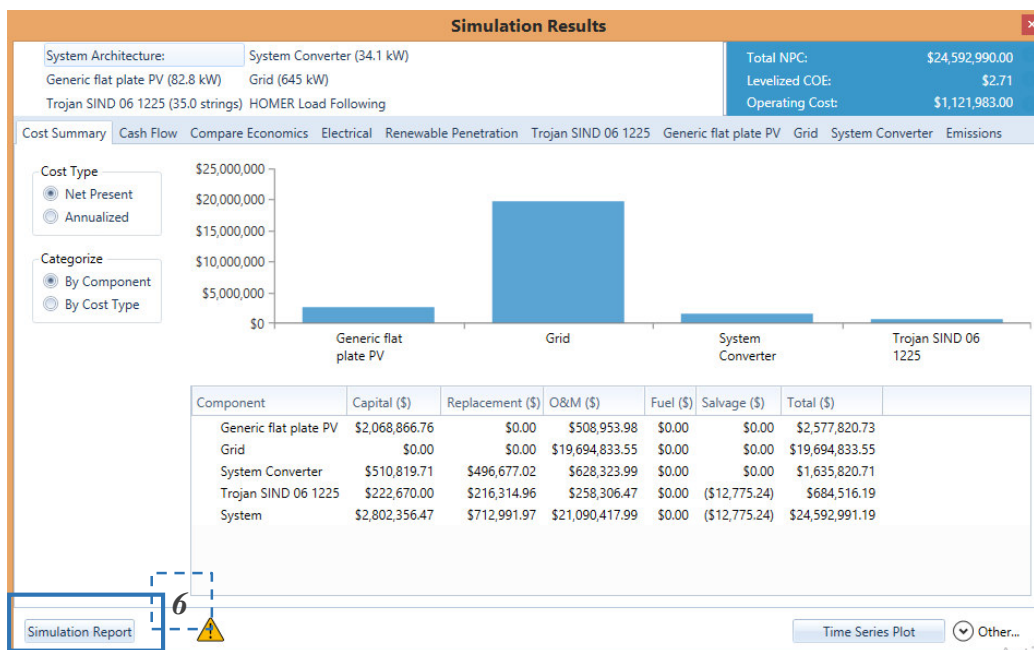 Simulation Results
System Architecture: System Converter (34.1 kW)
Generic flat plate PV (82.8 kW) Grid (645 kW)
Trojan SIND 06 1225 (35.0 strings) HOMER Load Following
Total NPC: $24,592,990.00
Levelized COE: $2.71
Operating Cost: $1,121,983.00
Cost Summary Cash Flow Compare Economics Electrical Renewable Penetration Trojan SIND 06 1225 Generic flat plate PV Grid System Converter Emissions
Cost Type
Net Present
Annualized
Categorize
By Component
By Cost Type
$25,000,000
$20,000,000
$15,000,000
$10,000,000
$5,000,000
$0
Generic flat plate PV
Grid
System Converter
Trojan SIND 06 1225
Component Capital ($) Replacement ($) O&M ($) Fuel ($) Salvage ($) Total ($)
Generic flat plate PV $2,068,866.76 $0.00 $508,953.98 $0.00 $0.00 $2,577,820.73
Grid $0.00 $0.00 $19,694,833.55 $0.00 $0.00 $19,694,833.55
System Converter $510,819.71 $496,677.02 $628,323.99 $0.00 $0.00 $1,635,820.71
Trojan SIND 06 1225 $222,670.00 $216,314.96 $258,306.47 $0.00 ($12,775.24) $684,516.19
System $2,802,356.47 $712,991.97 $21,090,417.99 $0.00 ($12,775.24) $24,592,991.19
6
Simulation Report
Time Series Plot
Other...